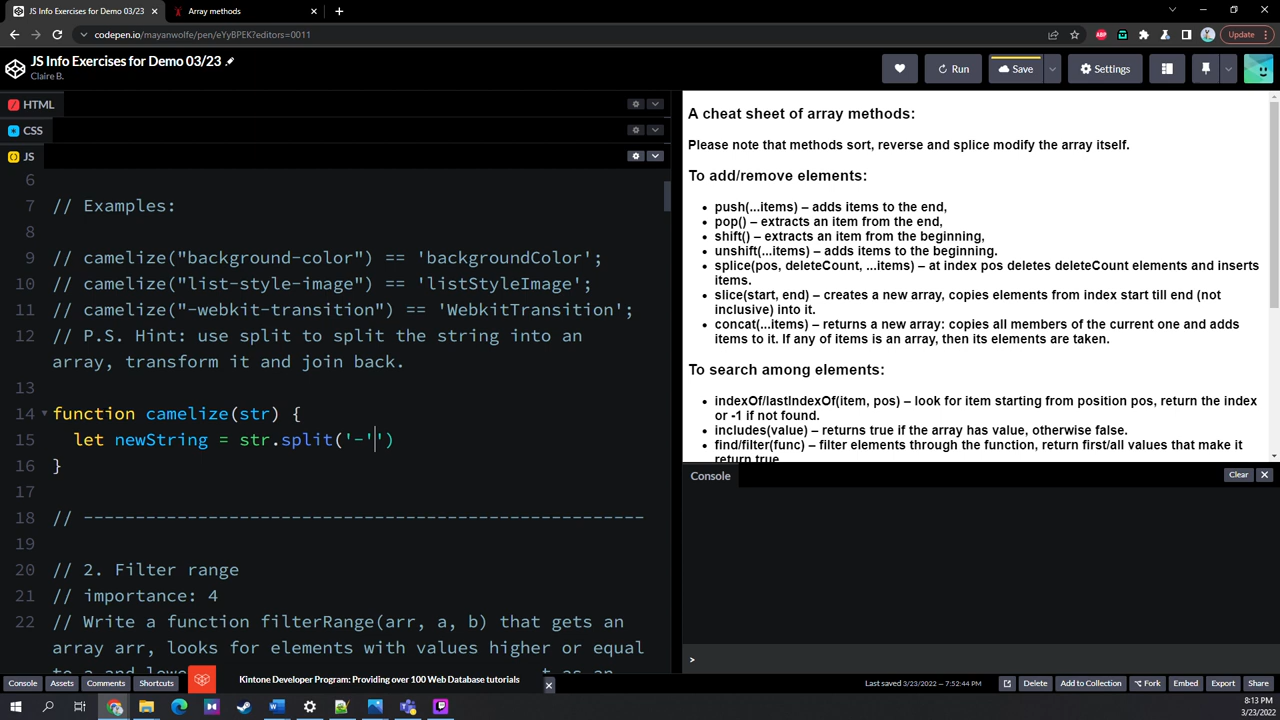 JS Info Exercises for Demo 03/23
Array methods
codepen.io/mayanwolfe/pen/eYyBPEK?editors=0011
ABP
Update
JS Info Exercises for Demo 03/23
Claire B.
Run
Save
Settings
HTML
CSS
JS
6
7 // Examples:
8
9 // camelize("background-color") == 'backgroundColor';
10 // camelize("list-style-image") == 'listStyleImage';
11 // camelize("-webkit-transition") == 'WebkitTransition';
12 // P.S. Hint: use split to split the string into an
array, transform it and join back.
13
14 function camelize(str) {
15 let newString = str.split('-'')
16 }
17
18 // ------------------------------------------------------
19
20 // 2. Filter range
21 // importance: 4
22 // Write a function filterRange(arr, a, b) that gets an
array arr, looks for elements with values higher or equal
A cheat sheet of array methods:
Please note that methods sort, reverse and splice modify the array itself.
To add/remove elements:
push(...items) – adds items to the end,
pop() – extracts an item from the end,
shift() – extracts an item from the beginning,
unshift(...items) – adds items to the beginning.
splice(pos, deleteCount, ...items) – at index pos deletes deleteCount elements and inserts
items.
slice(start, end) – creates a new array, copies elements from index start till end (not
inclusive) into it.
concat(...items) – returns a new array: copies all members of the current one and adds
items to it. If any of items is an array, then its elements are taken.
To search among elements:
indexOf/lastIndexOf(item, pos) – look for item starting from position pos, return the index
or -1 if not found.
includes(value) – returns true if the array has value, otherwise false.
find/filter(func) – filter elements through the function, return first/all values that make it
return true.
Console
Clear
>
Console
Assets
Comments
Shortcuts
Kintone Developer Program: Providing over 100 Web Database tutorials
Last saved 3/23/2022 – 7:52:44 PM
Delete
Add to Collection
Fork
Embed
Export
Share
8:13 PM
3/23/2022